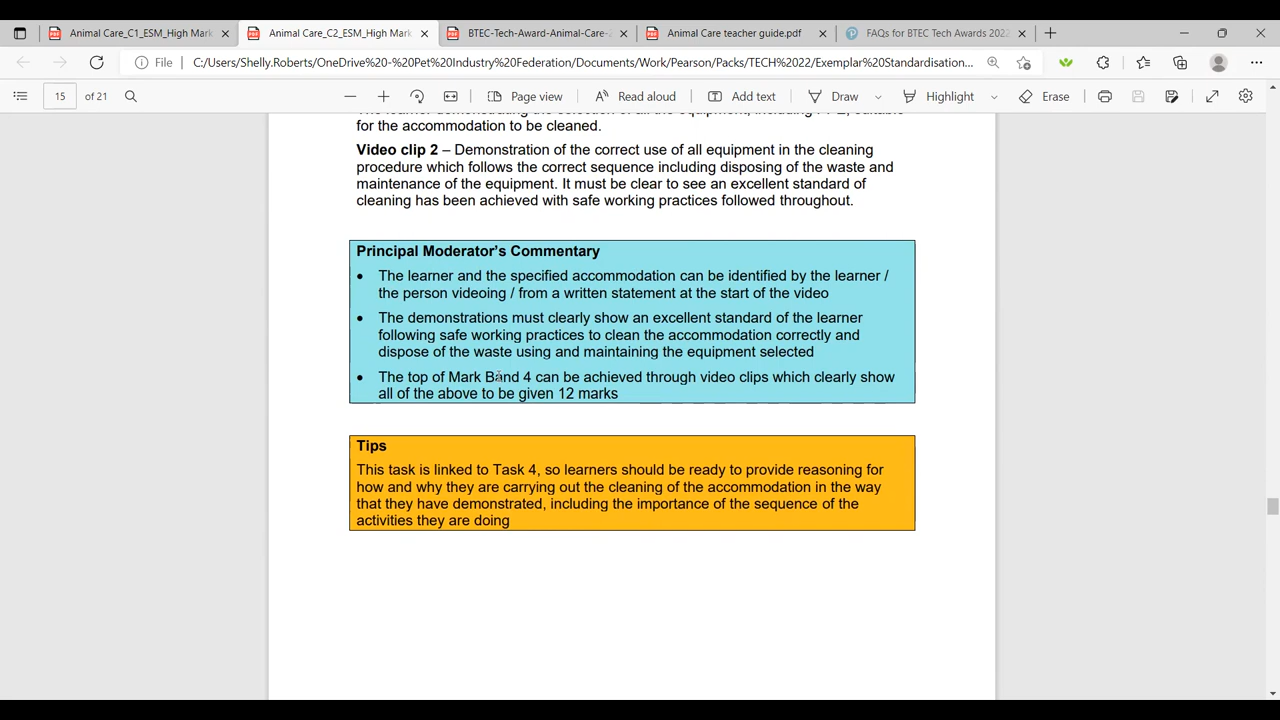 Animal Care_C1_ESM_High Mark
Animal Care_C2_ESM_High Mark
BTEC-Tech-Award-Animal-Care-
Animal Care teacher guide.pdf
FAQs for BTEC Tech Awards 2022
File
C:/Users/Shelly.Roberts/OneDrive%20-%20Pet%20Industry%20Federation/Documents/Work/Pearson/Packs/TECH%2022/Exemplar%20Standardisation...
15 of 21
Page view
Read aloud
Add text
Draw
Highlight
Erase
for the accommodation to be cleaned.
Video clip 2 – Demonstration of the correct use of all equipment in the cleaning
procedure which follows the correct sequence including disposing of the waste and
maintenance of the equipment. It must be clear to see an excellent standard of
cleaning has been achieved with safe working practices followed throughout.
Principal Moderator's Commentary
• The learner and the specified accommodation can be identified by the learner /
the person videoing / from a written statement at the start of the video
• The demonstrations must clearly show an excellent standard of the learner
following safe working practices to clean the accommodation correctly and
dispose of the waste using and maintaining the equipment selected
• The top of Mark Band 4 can be achieved through video clips which clearly show
all of the above to be given 12 marks
Tips
This task is linked to Task 4, so learners should be ready to provide reasoning for
how and why they are carrying out the cleaning of the accommodation in the way
that they have demonstrated, including the importance of the sequence of the
activities they are doing